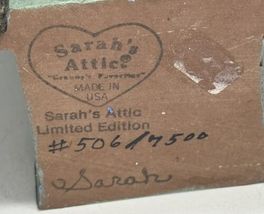 Sarah's
Attic®
"Granny's Favorites"
MADE IN
USA
Sarah's Attic
Limited Edition
#506/7500
Sarah